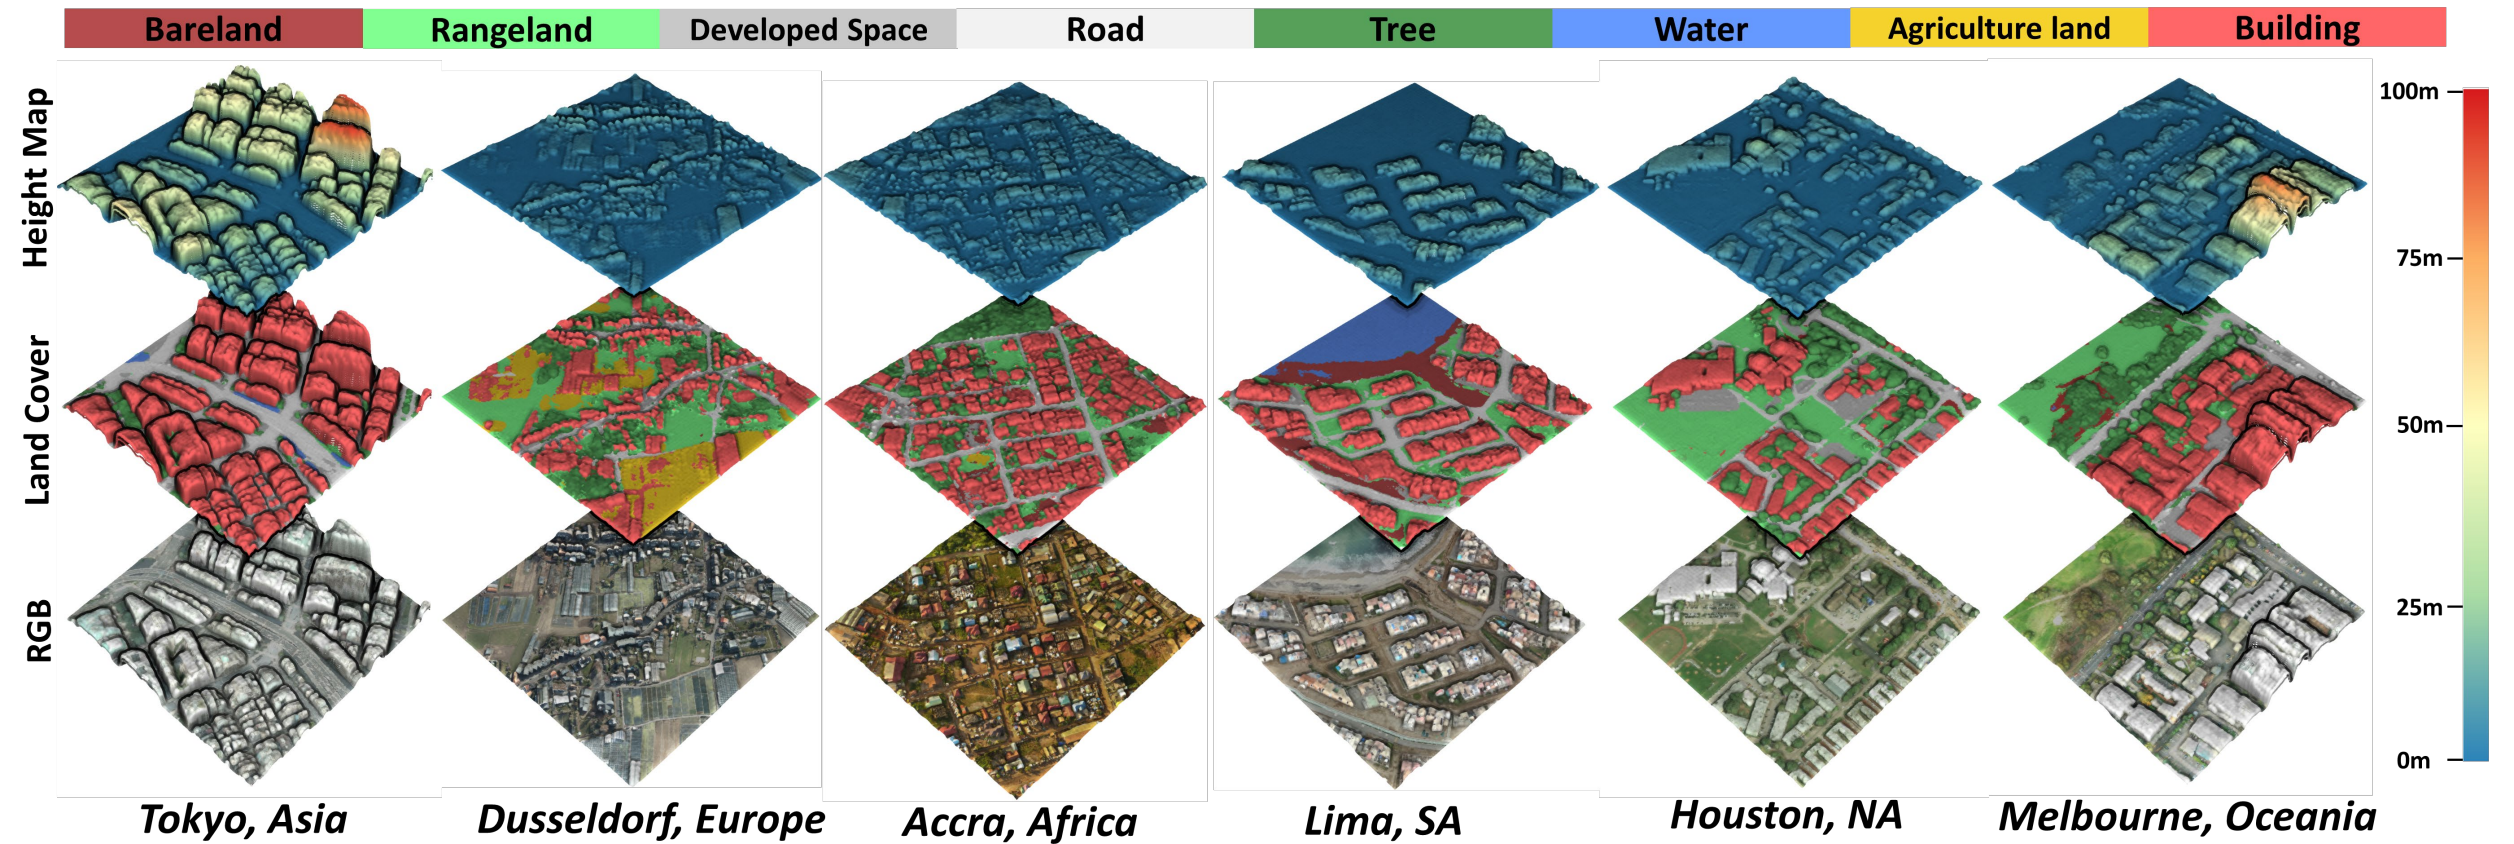 Bareland Rangeland Developed Space Road Tree Water Agriculture land Building
Height Map
Land Cover
RGB
100m
75m
50m
25m
0m
Tokyo, Asia
Dusseldorf, Europe
Accra, Africa
Lima, SA
Houston, NA
Melbourne, Oceania